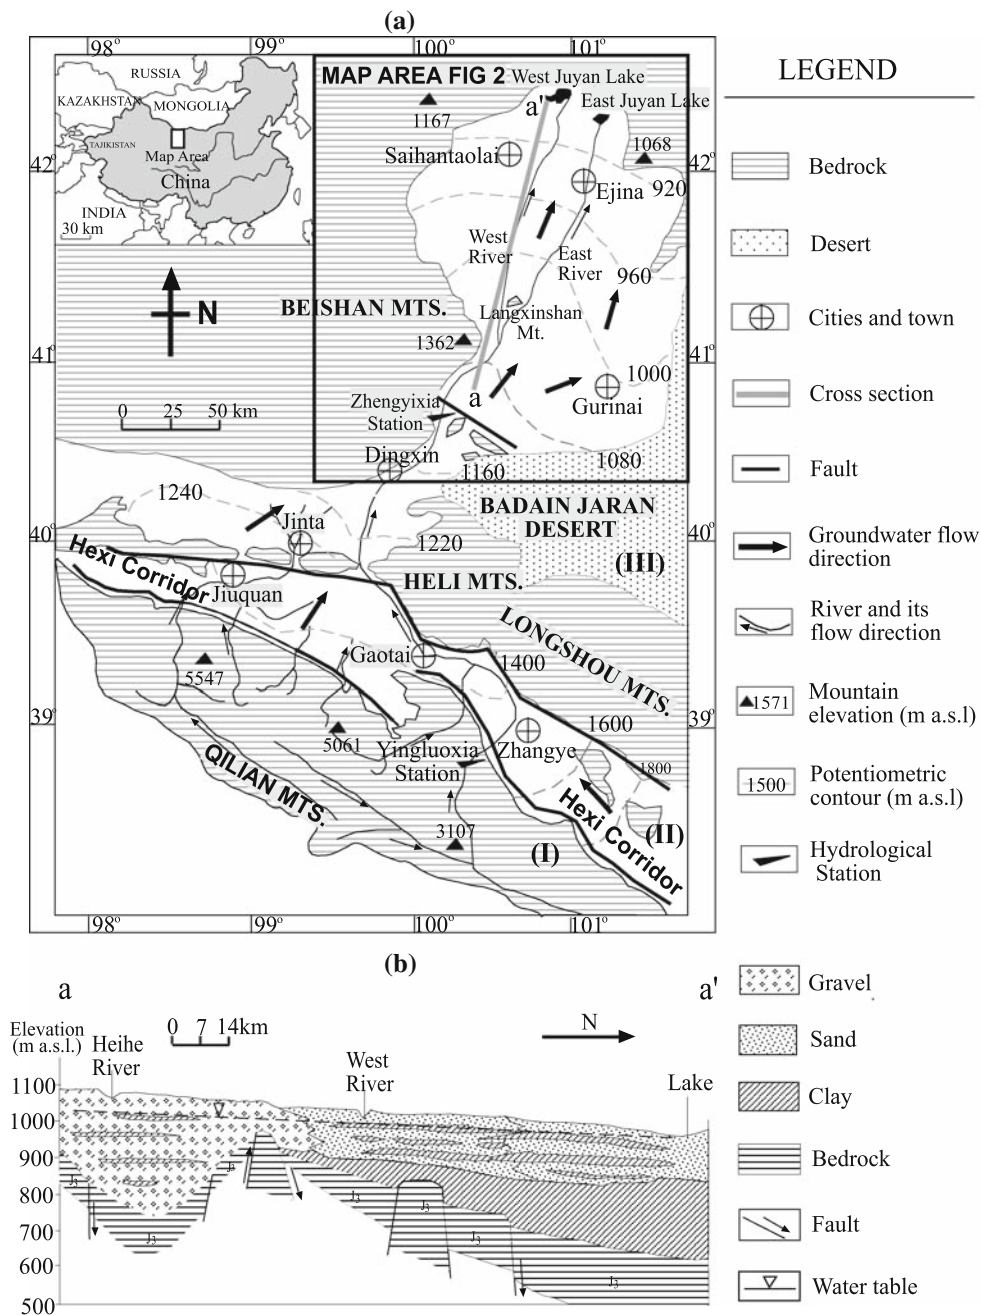 (a)
98°
99°
100°
101°
RUSSIA
KAZAKHSTAN
MONGOLIA
TAJIKISTAN
Map Area
China
INDIA
30 km
MAP AREA FIG 2
West Juyan Lake
a'
East Juyan Lake
1167
1068
Saihantaolai
42°
42°
Ejina
920
West
River
East
River
960
N
BEISHAN MTS.
Langxinshan
Mt.
1362
41°
41°
1000
a
Gurinai
0 25 50 km
Zhengyixia
Station
Dingxin
1160
1080
1240
BADAIN JARAN
DESERT
Jinta
40°
40°
1220
(III)
Hexi Corridor
HELI MTS.
Jiuquan
LONGSHOU MTS.
Gaotai
1400
5547
39°
39°
1600
5061
Yingluoxia
Station
Zhangye
1800
QILIAN MTS.
3107
Hexi Corridor
(I)
(II)
98°
99°
100°
101°
LEGEND
Bedrock
Desert
Cities and town
Cross section
Fault
Groundwater flow
direction
River and its
flow direction
1571
Mountain
elevation (m a.s.l)
1500
Potentiometric
contour (m a.s.l)
Hydrological
Station
(b)
a
a'
Elevation
(m a.s.l.)
Heihe
River
0 7 14km
N
West
River
Lake
1100
1000
900
800
700
600
500
J3
J3
J3
J3
J3
J3
J3
Gravel
Sand
Clay
Bedrock
Fault
Water table